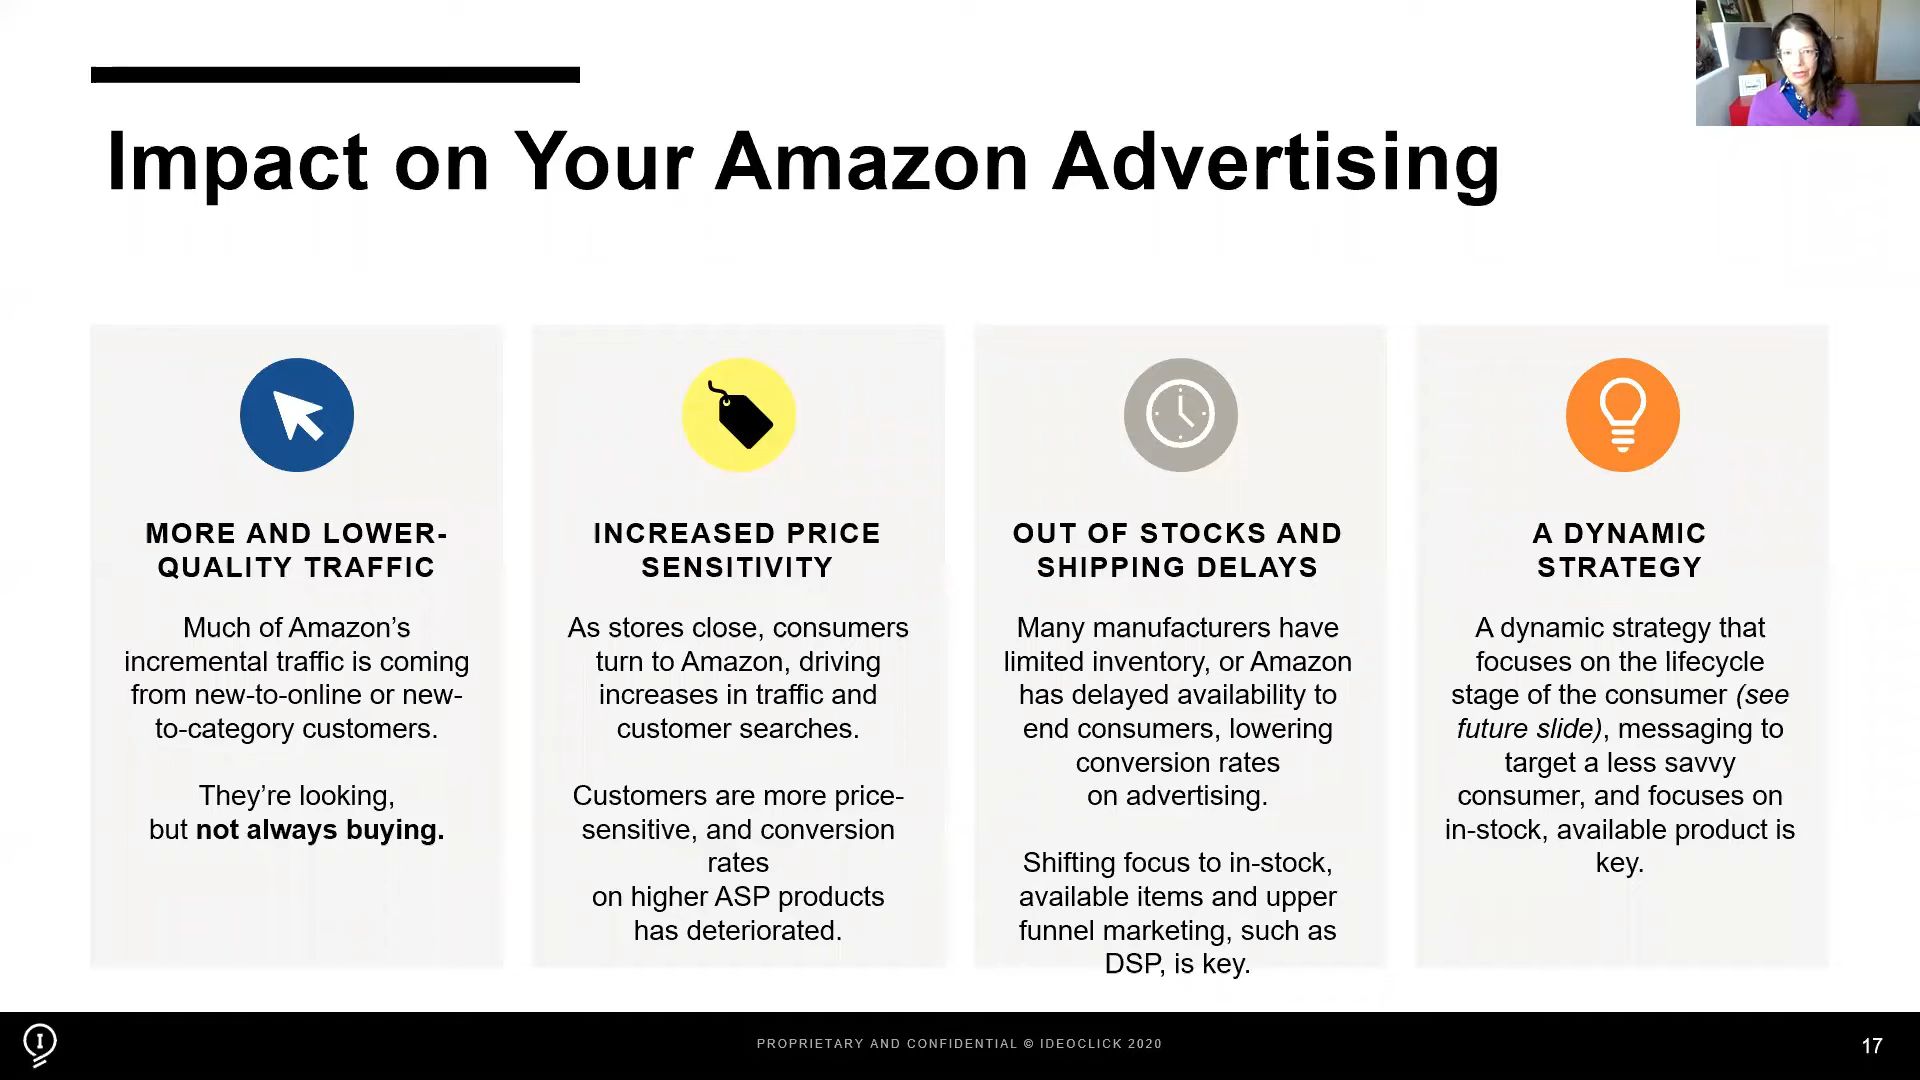 Impact on Your Amazon Advertising
MORE AND LOWER-
QUALITY TRAFFIC
Much of Amazon’s
incremental traffic is coming
from new-to-online or new-
to-category customers.
They’re looking,
but not always buying.
INCREASED PRICE
SENSITIVITY
As stores close, consumers
turn to Amazon, driving
increases in traffic and
customer searches.
Customers are more price-
sensitive, and conversion
rates
on higher ASP products
has deteriorated.
OUT OF STOCKS AND
SHIPPING DELAYS
Many manufacturers have
limited inventory, or Amazon
has delayed availability to
end consumers, lowering
conversion rates
on advertising.
Shifting focus to in-stock,
available items and upper
funnel marketing, such as
DSP, is key.
A DYNAMIC
STRATEGY
A dynamic strategy that
focuses on the lifecycle
stage of the consumer (see
future slide), messaging to
target a less savvy
consumer, and focuses on
in-stock, available product is
key.
PROPRIETARY AND CONFIDENTIAL © IDEOCLICK 2020
17